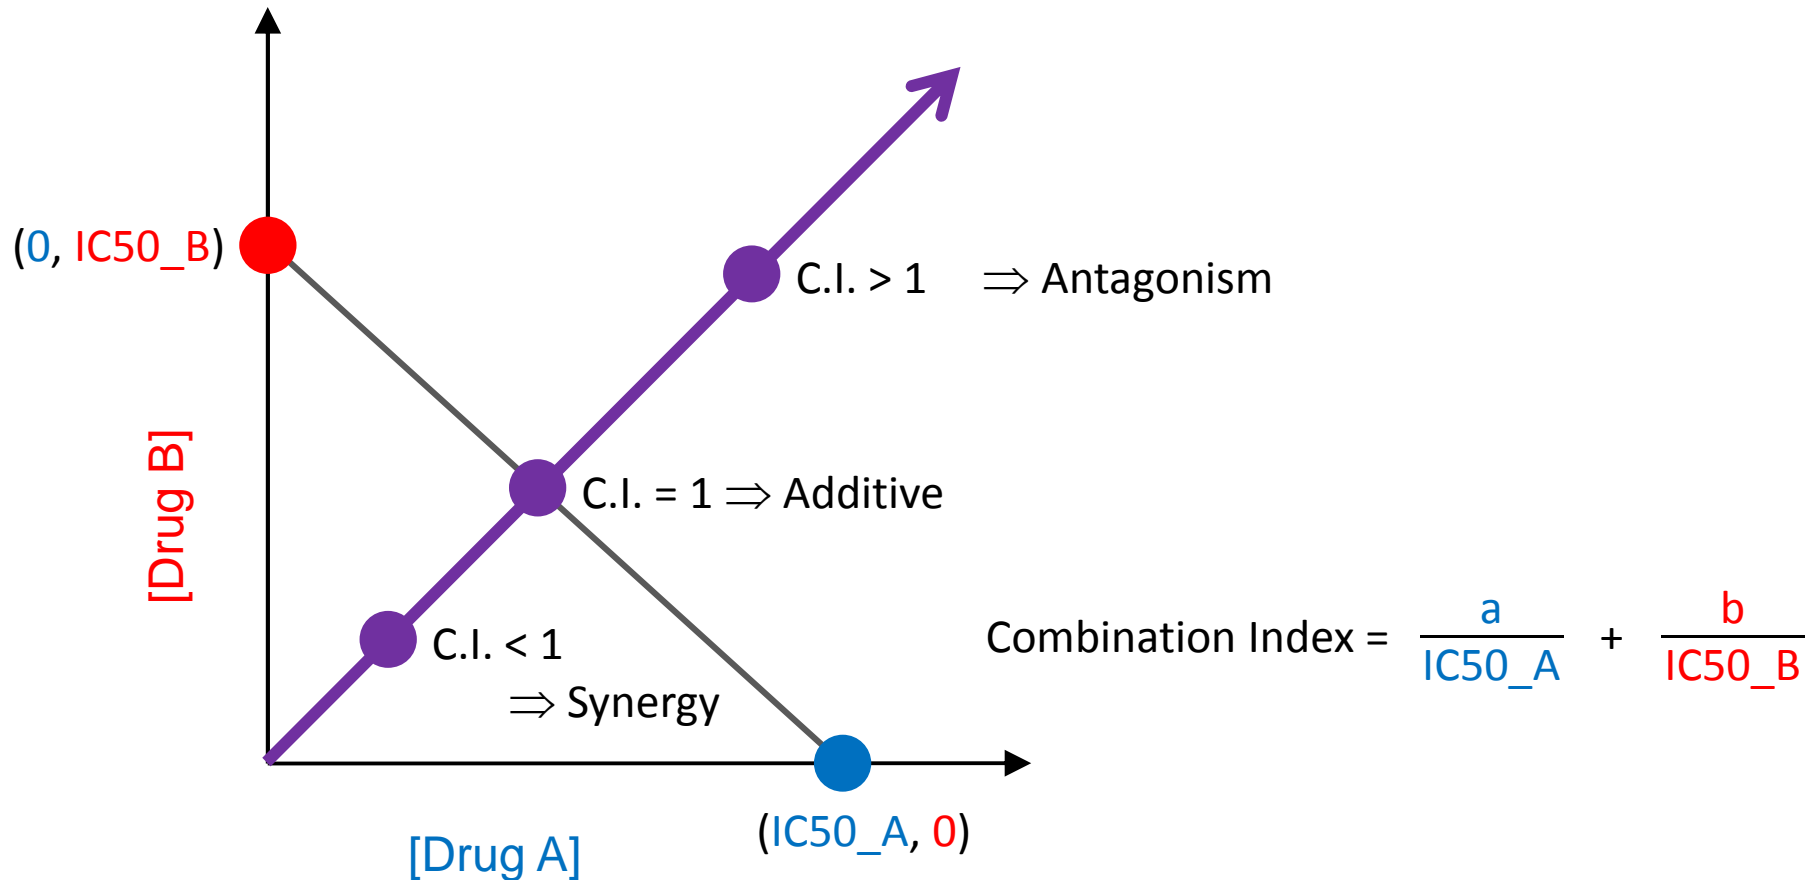 (0, IC50_B)
C.I. > 1 ⇒ Antagonism
[Drug B]
C.I. = 1 ⇒ Additive
C.I. < 1
⇒ Synergy
Combination Index = a/IC50_A + b/IC50_B
(IC50_A, 0)
[Drug A]